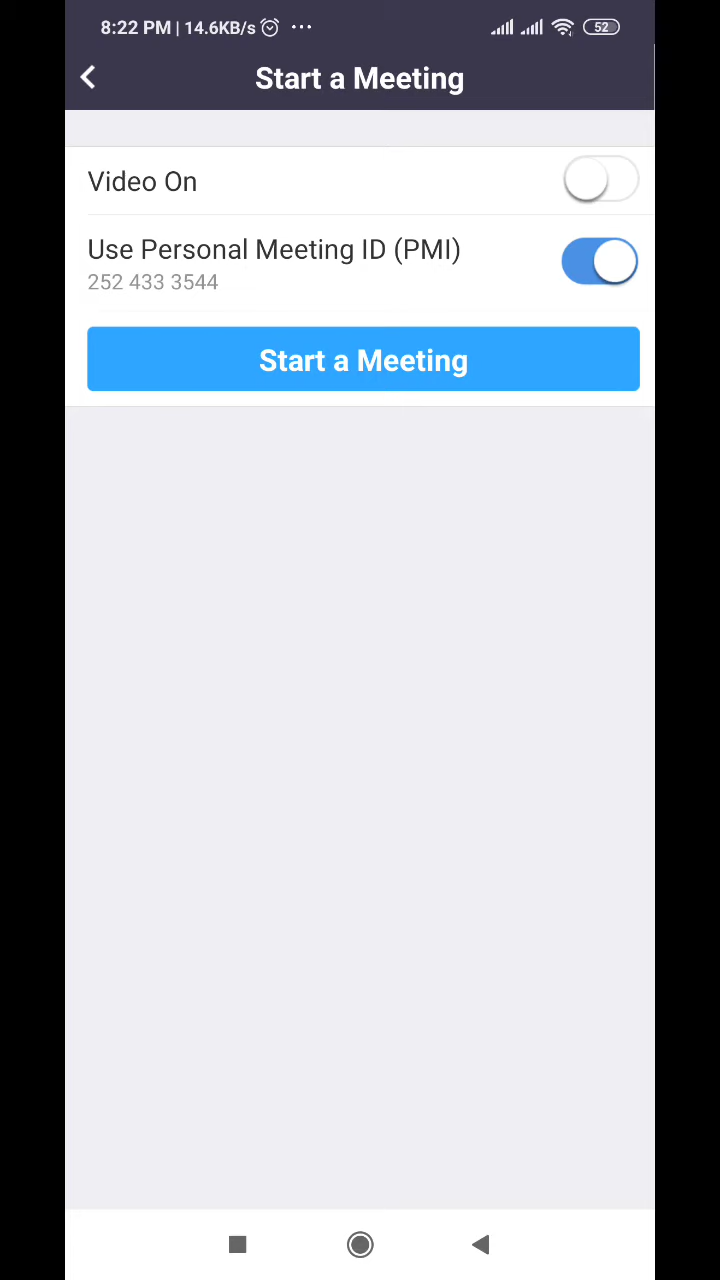 8:22 PM | 14.6KB/s ... 52
Start a Meeting
Video On
Use Personal Meeting ID (PMI)
252 433 3544
Start a Meeting